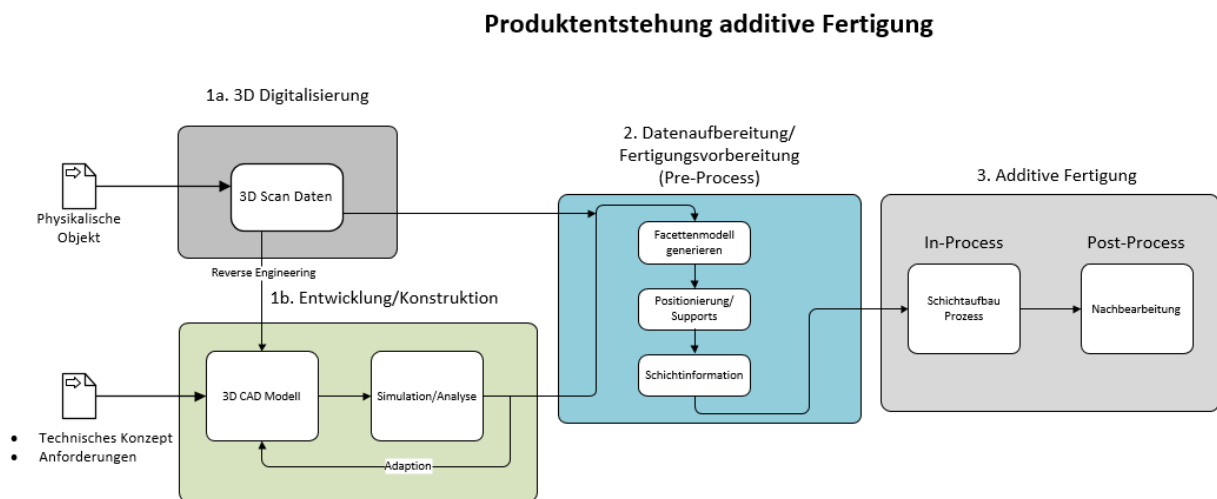 Produktentstehung additive Fertigung
1a. 3D Digitalisierung
3D Scan Daten
Physikalische
Objekt
Reverse Engineering
1b. Entwicklung/Konstruktion
3D CAD Modell
Simulation/Analyse
Adaption
• Technisches Konzept
• Anforderungen
2. Datenaufbereitung/
Fertigungsvorbereitung
(Pre-Process)
Facettenmodell
generieren
Positionierung/
Supports
Schichtinformation
3. Additive Fertigung
In-Process
Schichtaufbau
Prozess
Post-Process
Nachbearbeitung